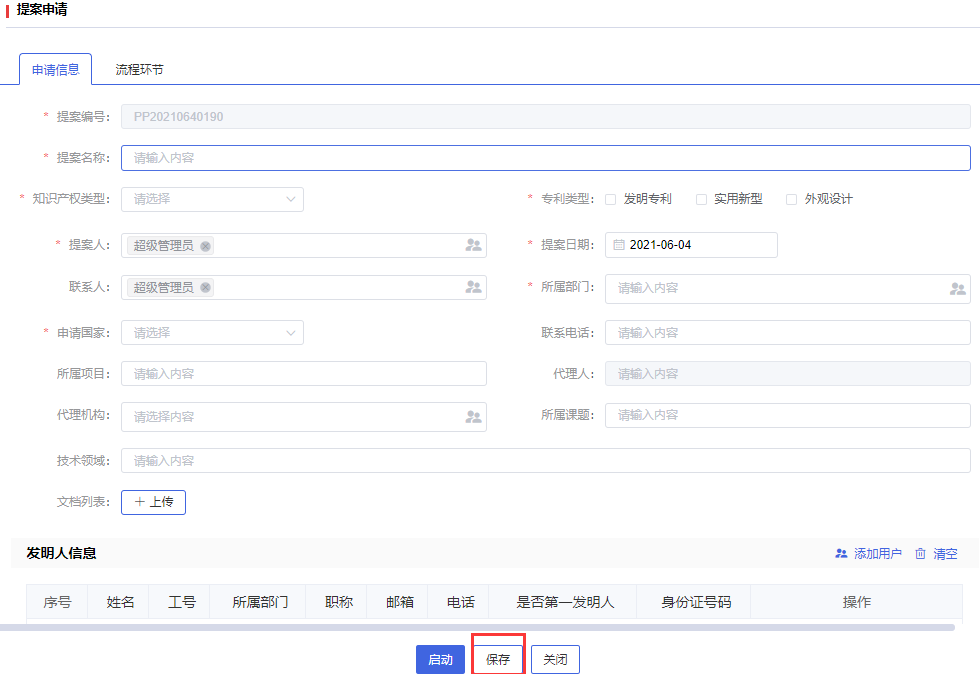 提案申请
申请信息 流程环节
* 提案编号: PP20210640190
* 提案名称: 请输入内容
* 知识产权类型: 请选择 * 专利类型: 发明专利 实用新型 外观设计
* 提案人: 超级管理员 * 提案日期: 2021-06-04
联系人: 超级管理员 * 所属部门: 请输入内容
* 申请国家: 请选择 联系电话: 请输入内容
所属项目: 请输入内容 代理人: 请输入内容
代理机构: 请选择内容 所属课题: 请输入内容
技术领域: 请输入内容
文档列表: + 上传
发明人信息 添加用户 清空
序号 姓名 工号 所属部门 职称 邮箱 电话 是否第一发明人 身份证号码 操作
启动 保存 关闭